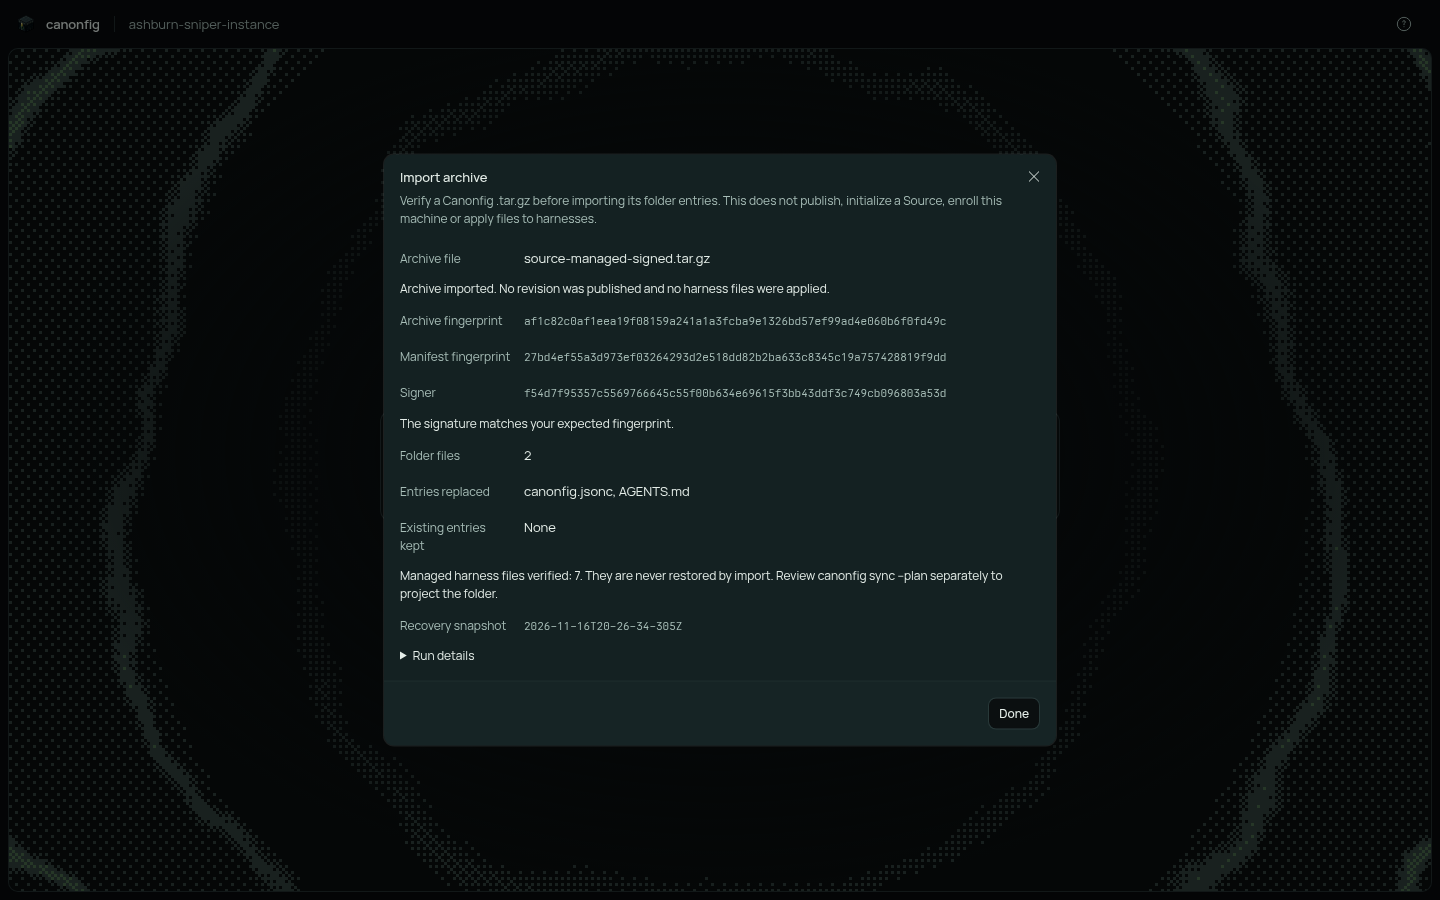 canonfig
ashburn-sniper-instance
Import archive
Verify a Canonfig .tar.gz before importing its folder entries. This does not publish, initialize a Source, enroll this
machine or apply files to harnesses.
Archive file source-managed-signed.tar.gz
Archive imported. No revision was published and no harness files were applied.
Archive fingerprint af1c82c0af1eea19f08159a241a1a3fcba9e1326bd57ef99ad4e060b6f0fd49c
Manifest fingerprint 27bd4ef55a3d973ef03264293d2e518dd82b2ba633c8345c19a757428819f9dd
Signer f54d7f95357c5569766645c55f00b634e69615f3bb43ddf3c749cb096803a53d
The signature matches your expected fingerprint.
Folder files 2
Entries replaced canonfig.jsonc, AGENTS.md
Existing entries None
kept
Managed harness files verified: 7. They are never restored by import. Review canonfig sync –plan separately to
project the folder.
Recovery snapshot 2026-11-16T20-26-34-305Z
Run details
Done